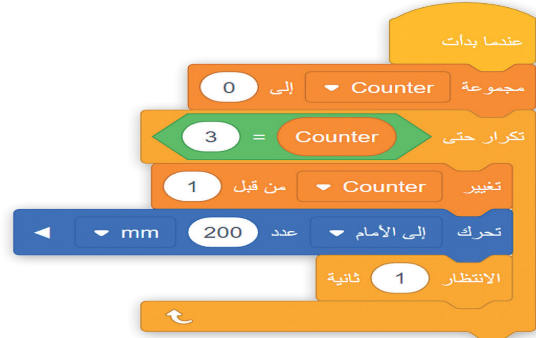 عندما بدات
مجموعة Counter إلى 0
تكرار حتى Counter = 3
تغيير Counter من قبل 1
تحرك إلى الأمام عدد 200 mm
الانتظار 1 ثانية